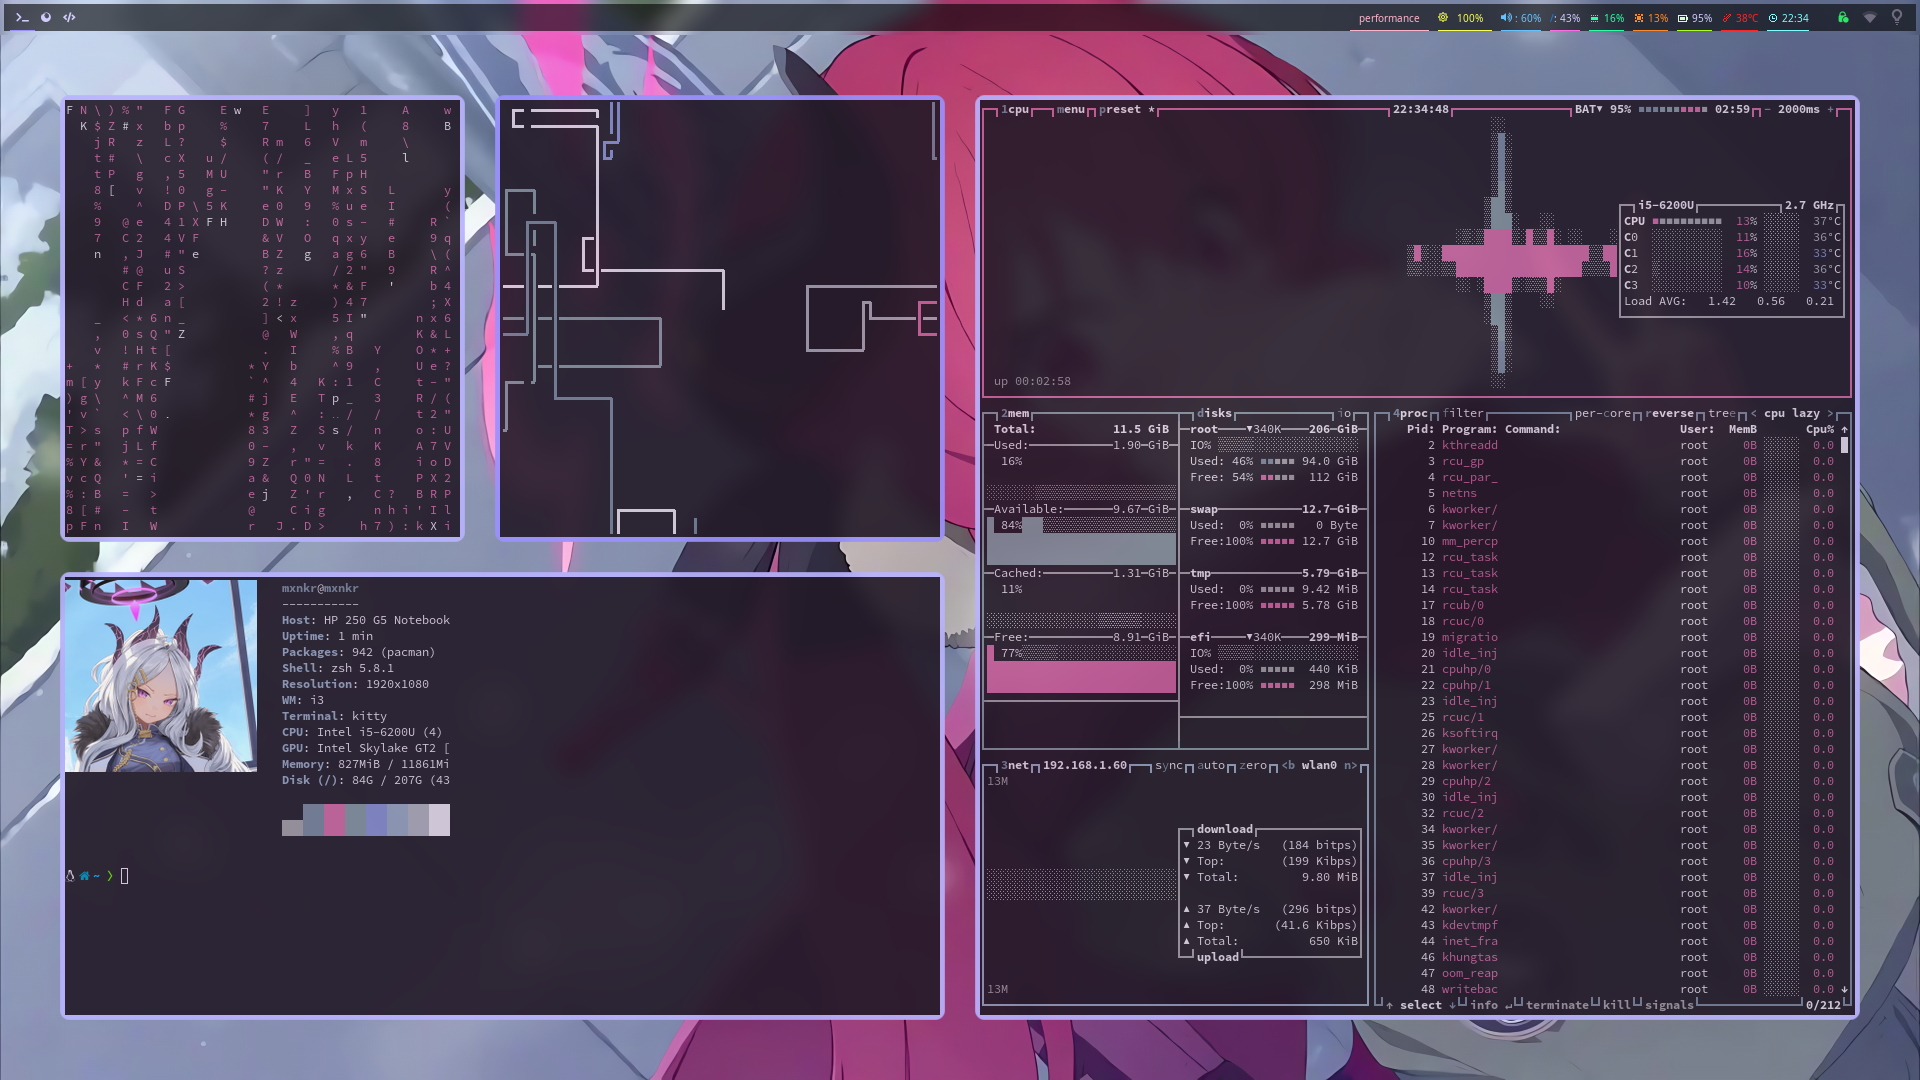 performance 100% : 60% : 43% 16% 13% 95% 38°C 22:34
1cpu menu preset * 22:34:48 BAT▼ 95% 02:59 - 2000ms +
i5-6200U 2.7 GHz
CPU 13% 37°C
C0 11% 36°C
C1 16% 33°C
C2 14% 36°C
C3 10% 33°C
Load AVG: 1.42 0.56 0.21
up 00:02:58
mxnkr@mxnkr
-----------
Host: HP 250 G5 Notebook
Uptime: 1 min
Packages: 942 (pacman)
Shell: zsh 5.8.1
Resolution: 1920x1080
WM: i3
Terminal: kitty
CPU: Intel i5-6200U (4)
GPU: Intel Skylake GT2 [
Memory: 827MiB / 11861Mi
Disk (/): 84G / 207G (43
~ ❯
2mem
Total: 11.5 GiB
Used: 1.90 GiB
16%
Available: 9.67 GiB
84%
Cached: 1.31 GiB
11%
Free: 8.91 GiB
77%
disks io
root ▼340K 206 GiB
IO%
Used: 46% 94.0 GiB
Free: 54% 112 GiB
swap 12.7 GiB
Used: 0% 0 Byte
Free:100% 12.7 GiB
tmp 5.79 GiB
Used: 0% 9.42 MiB
Free:100% 5.78 GiB
efi ▼340K 299 MiB
IO%
Used: 0% 440 KiB
Free:100% 298 MiB
3net 192.168.1.60 sync auto zero <b wlan0 n>
13M
download
▼ 23 Byte/s (184 bitps)
▼ Top: (199 Kibps)
▼ Total: 9.80 MiB
▲ 37 Byte/s (296 bitps)
▲ Top: (41.6 Kibps)
▲ Total: 650 KiB
upload
13M
4proc filter per-core reverse tree < cpu lazy >
Pid: Program: Command: User: MemB Cpu% ↑
2 kthreadd root 0B 0.0
3 rcu_gp root 0B 0.0
4 rcu_par_ root 0B 0.0
5 netns root 0B 0.0
6 kworker/ root 0B 0.0
7 kworker/ root 0B 0.0
10 mm_percp root 0B 0.0
12 rcu_task root 0B 0.0
13 rcu_task root 0B 0.0
14 rcu_task root 0B 0.0
17 rcub/0 root 0B 0.0
18 rcuc/0 root 0B 0.0
19 migratio root 0B 0.0
20 idle_inj root 0B 0.0
21 cpuhp/0 root 0B 0.0
22 cpuhp/1 root 0B 0.0
23 idle_inj root 0B 0.0
25 rcuc/1 root 0B 0.0
26 ksoftirq root 0B 0.0
27 kworker/ root 0B 0.0
28 kworker/ root 0B 0.0
29 cpuhp/2 root 0B 0.0
30 idle_inj root 0B 0.0
32 rcuc/2 root 0B 0.0
34 kworker/ root 0B 0.0
35 kworker/ root 0B 0.0
36 cpuhp/3 root 0B 0.0
37 idle_inj root 0B 0.0
39 rcuc/3 root 0B 0.0
42 kworker/ root 0B 0.0
43 kdevtmpf root 0B 0.0
44 inet_fra root 0B 0.0
46 khungtas root 0B 0.0
47 oom_reap root 0B 0.0
48 writebac root 0B 0.0 ↓
↑ select ↓ info ↵ terminate kill signals 0/212